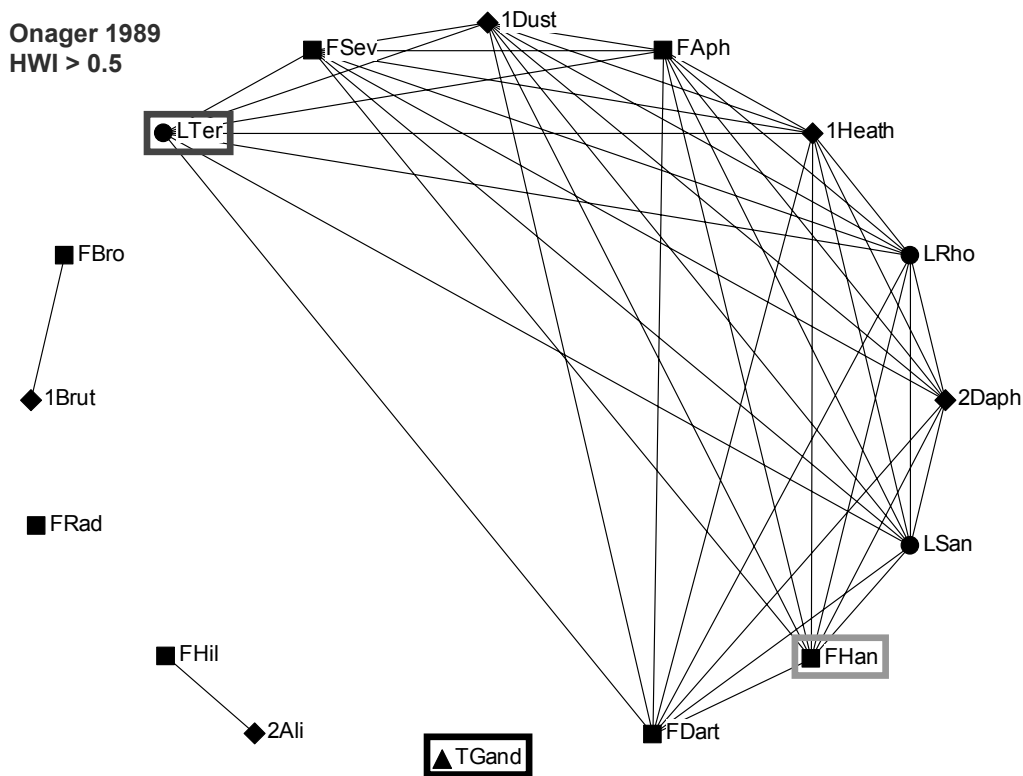 Onager 1989
HWI > 0.5
1Dust
FSev
FAph
LTer
1Heath
FBro
LRho
1Brut
2Daph
FRad
LSan
FHil
FHan
2Ali
FDart
TGand